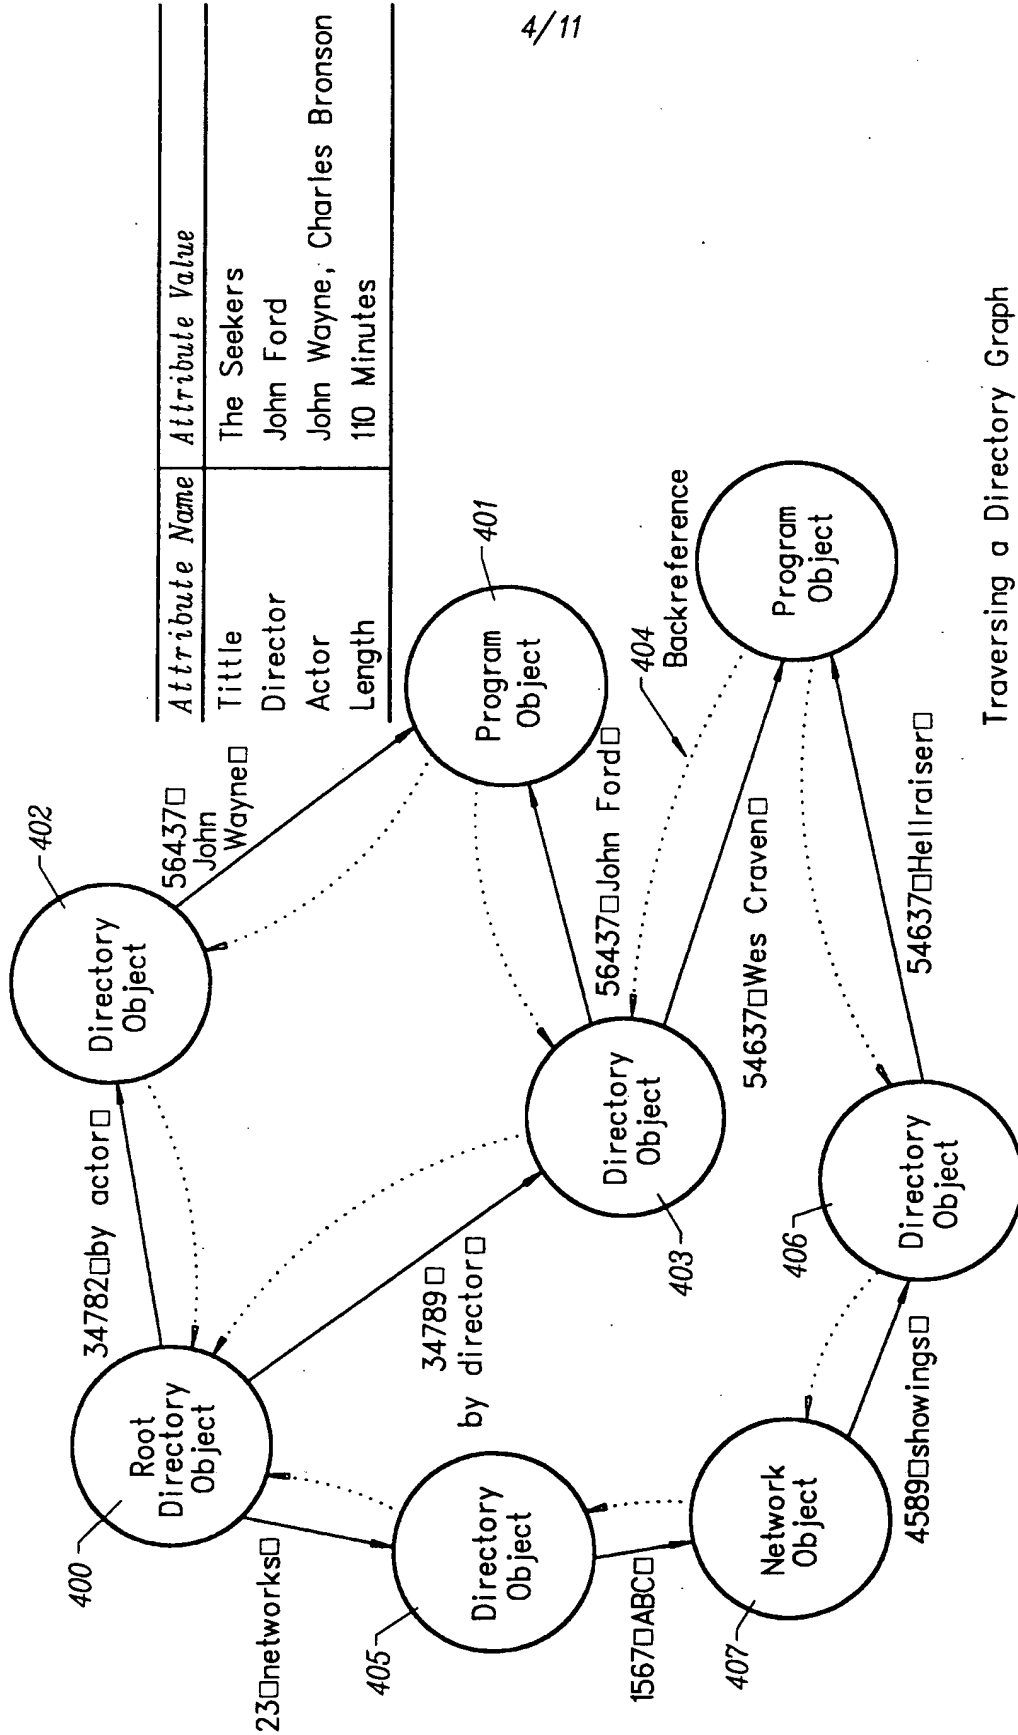 4/11
Attribute Name Attribute Value
Tittle The Seekers
Director John Ford
Actor John Wayne, Charles Bronson
Length 110 Minutes
402
Directory
Object
56437□
John
Wayne□
34782□by actor□
400
Root
Directory
Object
401
Program
Object
56437□John Ford□
404
Backreference
34789□
by director□
Directory
Object
403
23□networks□
405
Directory
Object
54637□Wes Craven□
Program
Object
1567□ABC□
407
Network
Object
406
Directory
Object
54637□Hellraiser□
4589□showings□
Traversing a Directory Graph